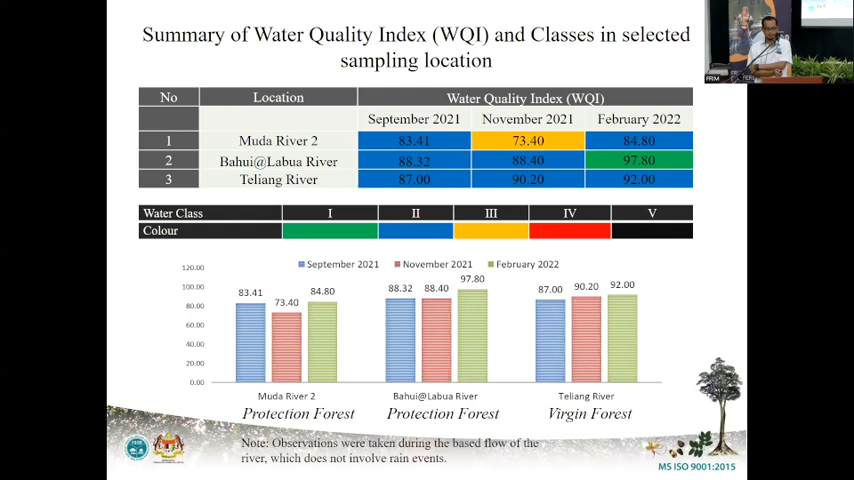 Summary of Water Quality Index (WQI) and Classes in selected
sampling location
No Location Water Quality Index (WQI)
September 2021 November 2021 February 2022
1 Muda River 2 83.41 73.40 84.80
2 Bahui@Labua River 88.32 88.40 97.80
3 Teliang River 87.00 90.20 92.00
Water Class I II III IV V
Colour
September 2021 November 2021 February 2022
120.00
100.00
80.00
60.00
40.00
20.00
0.00
83.41 73.40 84.80 88.32 88.40 97.80 87.00 90.20 92.00
Muda River 2 Bahui@Labua River Teliang River
Protection Forest Protection Forest Virgin Forest
Note: Observations were taken during the based flow of the
river, which does not involve rain events.
MS ISO 9001:2015
FRIM